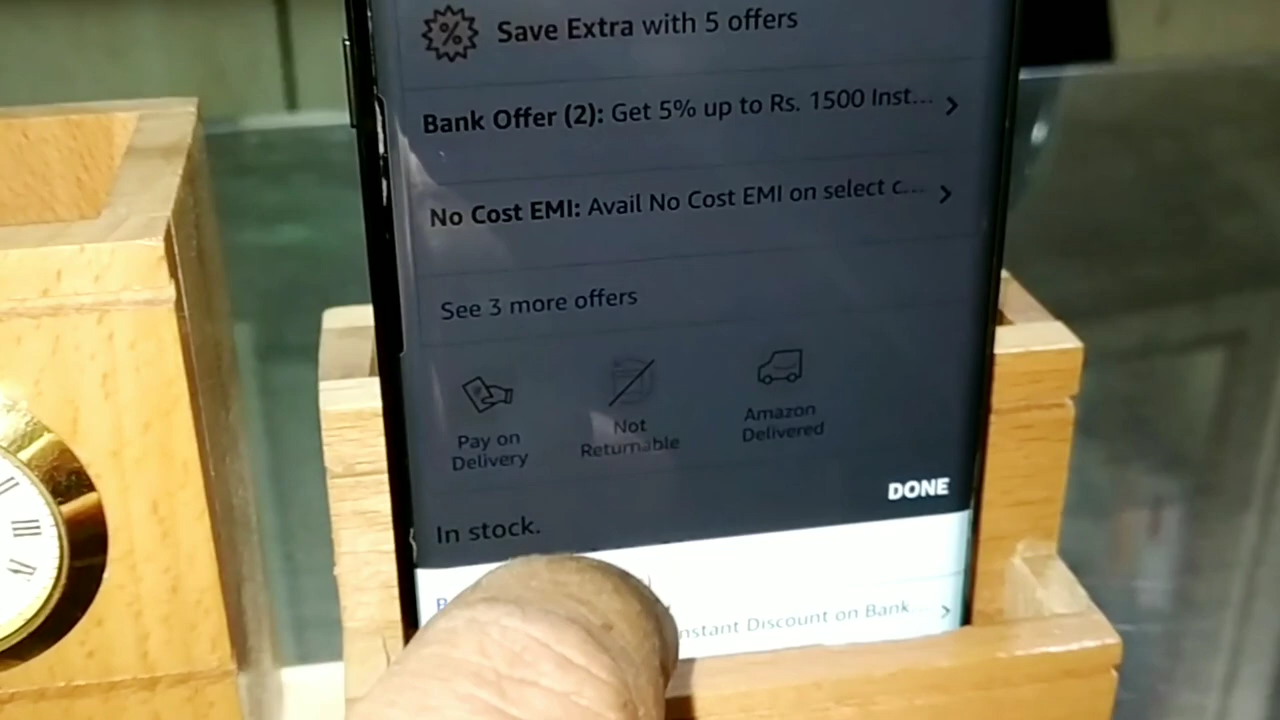 Save Extra with 5 offers
Bank Offer (2): Get 5% up to Rs. 1500 Inst...
No Cost EMI: Avail No Cost EMI on select c...
See 3 more offers
Pay on
Delivery
Not
Returnable
Amazon
Delivered
DONE
In stock.
Discount on Bank...